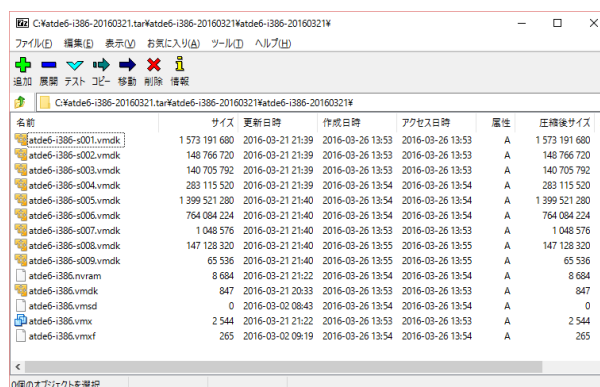 C:¥atde6-i386-20160321.tar¥atde6-i386-20160321¥atde6-i386-20160321¥
ファイル(F) 編集(E) 表示(V) お気に入り(A) ツール(T) ヘルプ(H)
追加 展開 テスト コピー 移動 削除 情報
C:¥atde6-i386-20160321.tar¥atde6-i386-20160321¥atde6-i386-20160321¥
名前 サイズ 更新日時 作成日時 アクセス日時 属性 圧縮後サイズ
atde6-i386-s001.vmdk 1 573 191 680 2016-03-21 21:39 2016-03-26 13:53 2016-03-26 13:53 A 1 573 191 680
atde6-i386-s002.vmdk 148 766 720 2016-03-21 21:39 2016-03-26 13:53 2016-03-26 13:53 A 148 766 720
atde6-i386-s003.vmdk 140 705 792 2016-03-21 21:39 2016-03-26 13:53 2016-03-26 13:53 A 140 705 792
atde6-i386-s004.vmdk 283 115 520 2016-03-21 21:39 2016-03-26 13:54 2016-03-26 13:54 A 283 115 520
atde6-i386-s005.vmdk 1 399 521 280 2016-03-21 21:40 2016-03-26 13:54 2016-03-26 13:54 A 1 399 521 280
atde6-i386-s006.vmdk 764 084 224 2016-03-21 21:40 2016-03-26 13:54 2016-03-26 13:54 A 764 084 224
atde6-i386-s007.vmdk 1 048 576 2016-03-21 21:40 2016-03-26 13:53 2016-03-26 13:53 A 1 048 576
atde6-i386-s008.vmdk 147 128 320 2016-03-21 21:40 2016-03-26 13:55 2016-03-26 13:55 A 147 128 320
atde6-i386-s009.vmdk 65 536 2016-03-21 21:40 2016-03-26 13:55 2016-03-26 13:55 A 65 536
atde6-i386.nvram 8 684 2016-03-21 21:22 2016-03-26 13:54 2016-03-26 13:54 A 8 684
atde6-i386.vmdk 847 2016-03-21 20:33 2016-03-26 13:53 2016-03-26 13:53 A 847
atde6-i386.vmsd 0 2016-03-02 08:43 2016-03-26 13:54 2016-03-26 13:54 A 0
atde6-i386.vmx 2 544 2016-03-21 21:22 2016-03-26 13:53 2016-03-26 13:53 A 2 544
atde6-i386.vmxf 265 2016-03-02 09:19 2016-03-26 13:54 2016-03-26 13:54 A 265
0個のオブジェクトを選択